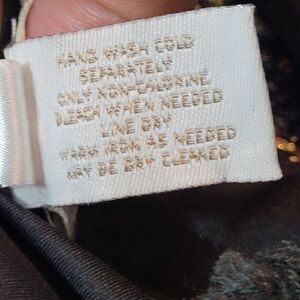 HAND WASH COLD
SEPARATELY
ONLY NON-CHLORINE
BLEACH WHEN NEEDED
LINE DRY
WARM IRON AS NEEDED
MAY BE DRY CLEANED